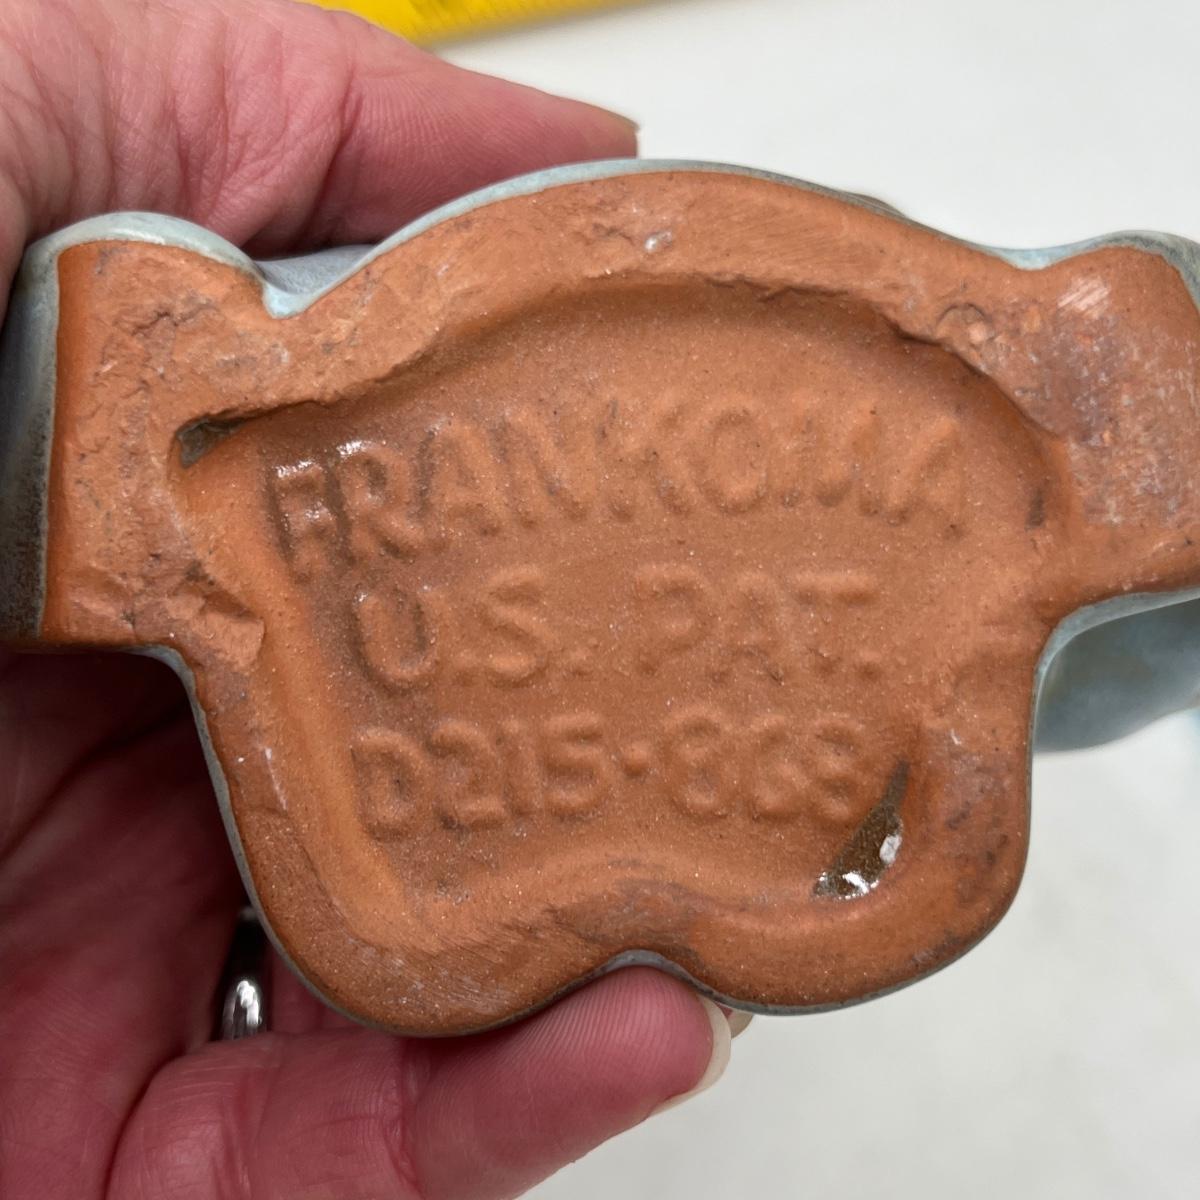 FRANKOMA
U.S. PAT.
D215-863